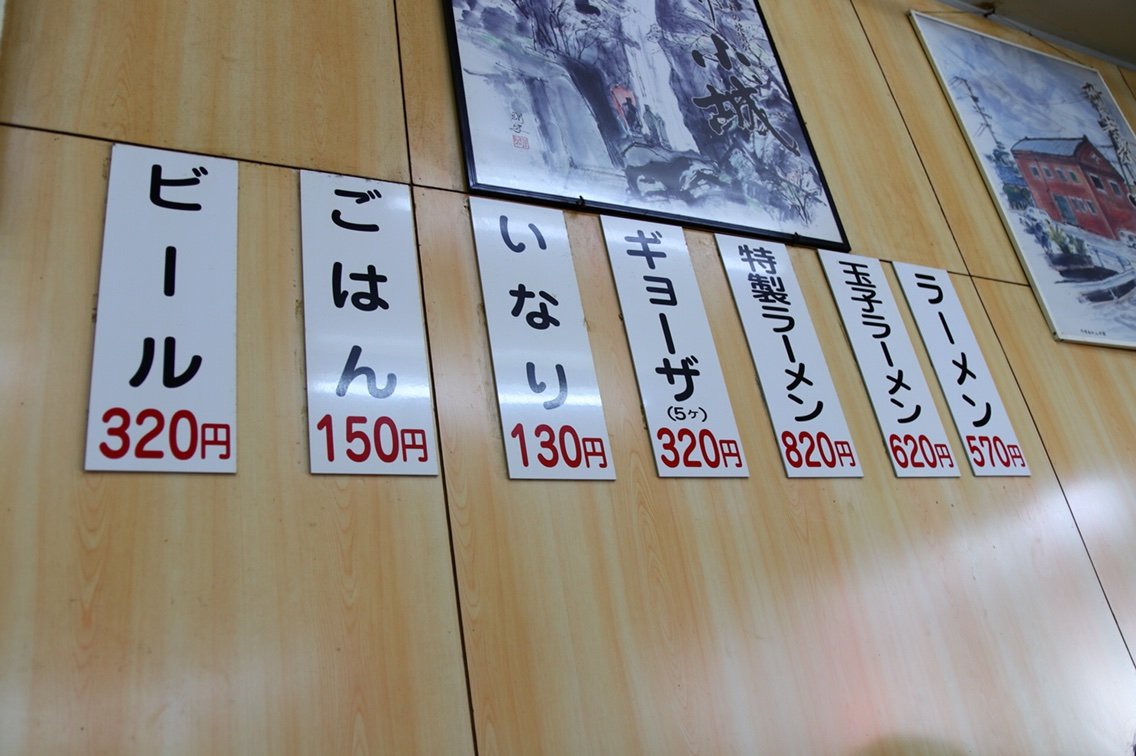 ラーメン
570円
玉子ラーメン
620円
特製ラーメン
820円
ギョーザ
(5ヶ)
320円
いなり
130円
ごはん
150円
ビール
320円
小城